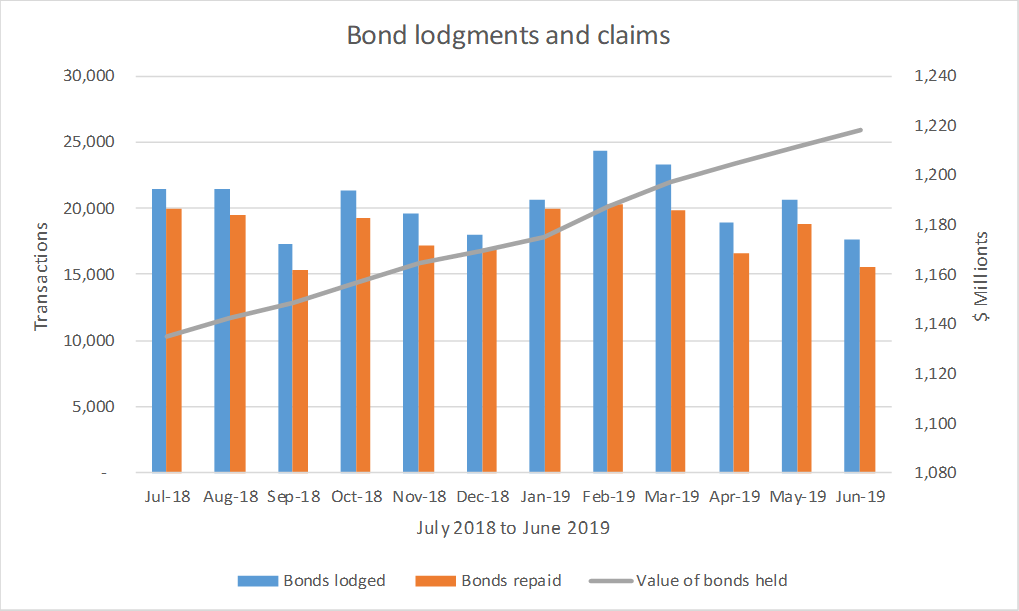 Bond lodgments and claims
30,000
25,000
20,000
15,000
10,000
5,000
-
Transactions
1,240
1,220
1,200
1,180
1,160
1,140
1,120
1,100
1,080
$ Millions
Jul-18 Aug-18 Sep-18 Oct-18 Nov-18 Dec-18 Jan-19 Feb-19 Mar-19 Apr-19 May-19 Jun-19
July 2018 to June 2019
Bonds lodged Bonds repaid Value of bonds held